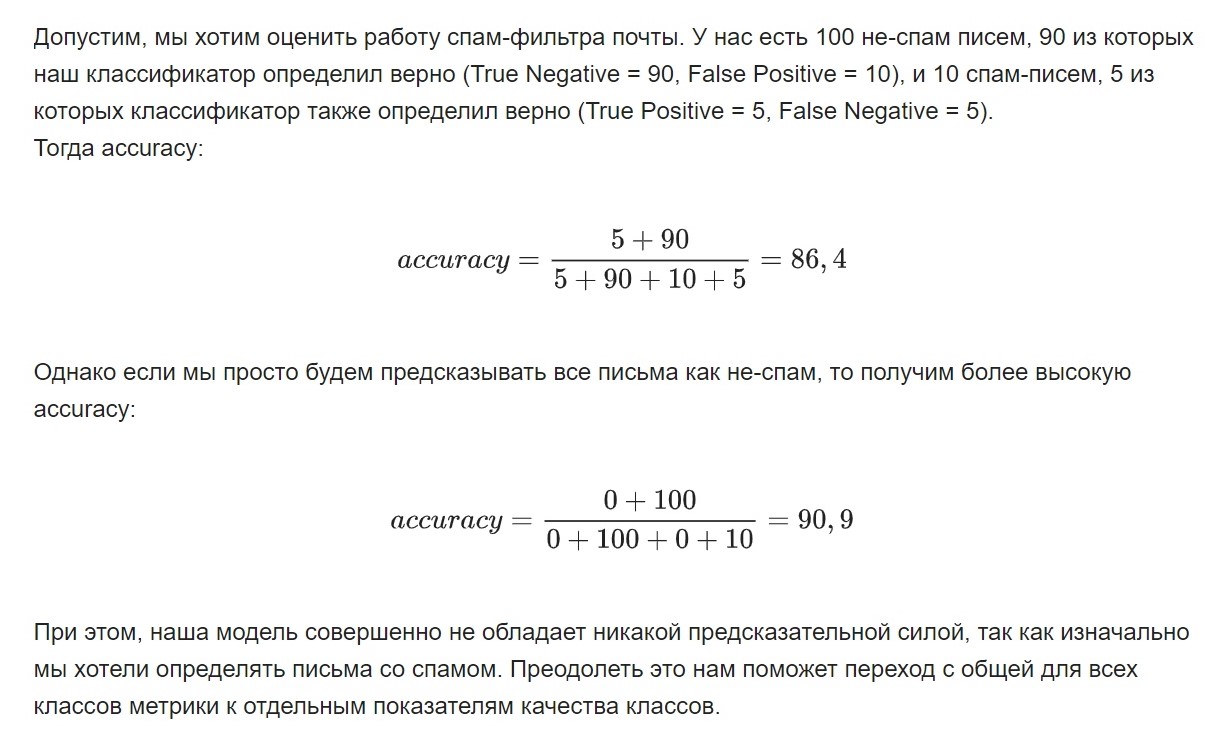 Допустим, мы хотим оценить работу спам-фильтра почты. У нас есть 100 не-спам писем, 90 из которых
наш классификатор определил верно (True Negative = 90, False Positive = 10), и 10 спам-писем, 5 из
которых классификатор также определил верно (True Positive = 5, False Negative = 5).
Тогда accuracy:
accuracy = (5 + 90) / (5 + 90 + 10 + 5) = 86,4
Однако если мы просто будем предсказывать все письма как не-спам, то получим более высокую
accuracy:
accuracy = (0 + 100) / (0 + 100 + 0 + 10) = 90,9
При этом, наша модель совершенно не обладает никакой предсказательной силой, так как изначально
мы хотели определять письма со спамом. Преодолеть это нам поможет переход с общей для всех
классов метрики к отдельным показателям качества классов.